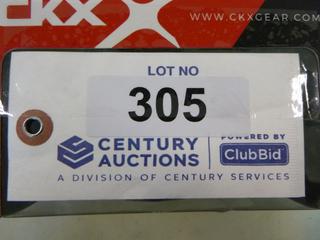 CKX
WWW.CKXGEAR.COM
LOT NO
305
CENTURY AUCTIONS
POWERED BY
ClubBid
A DIVISION OF CENTURY SERVICES